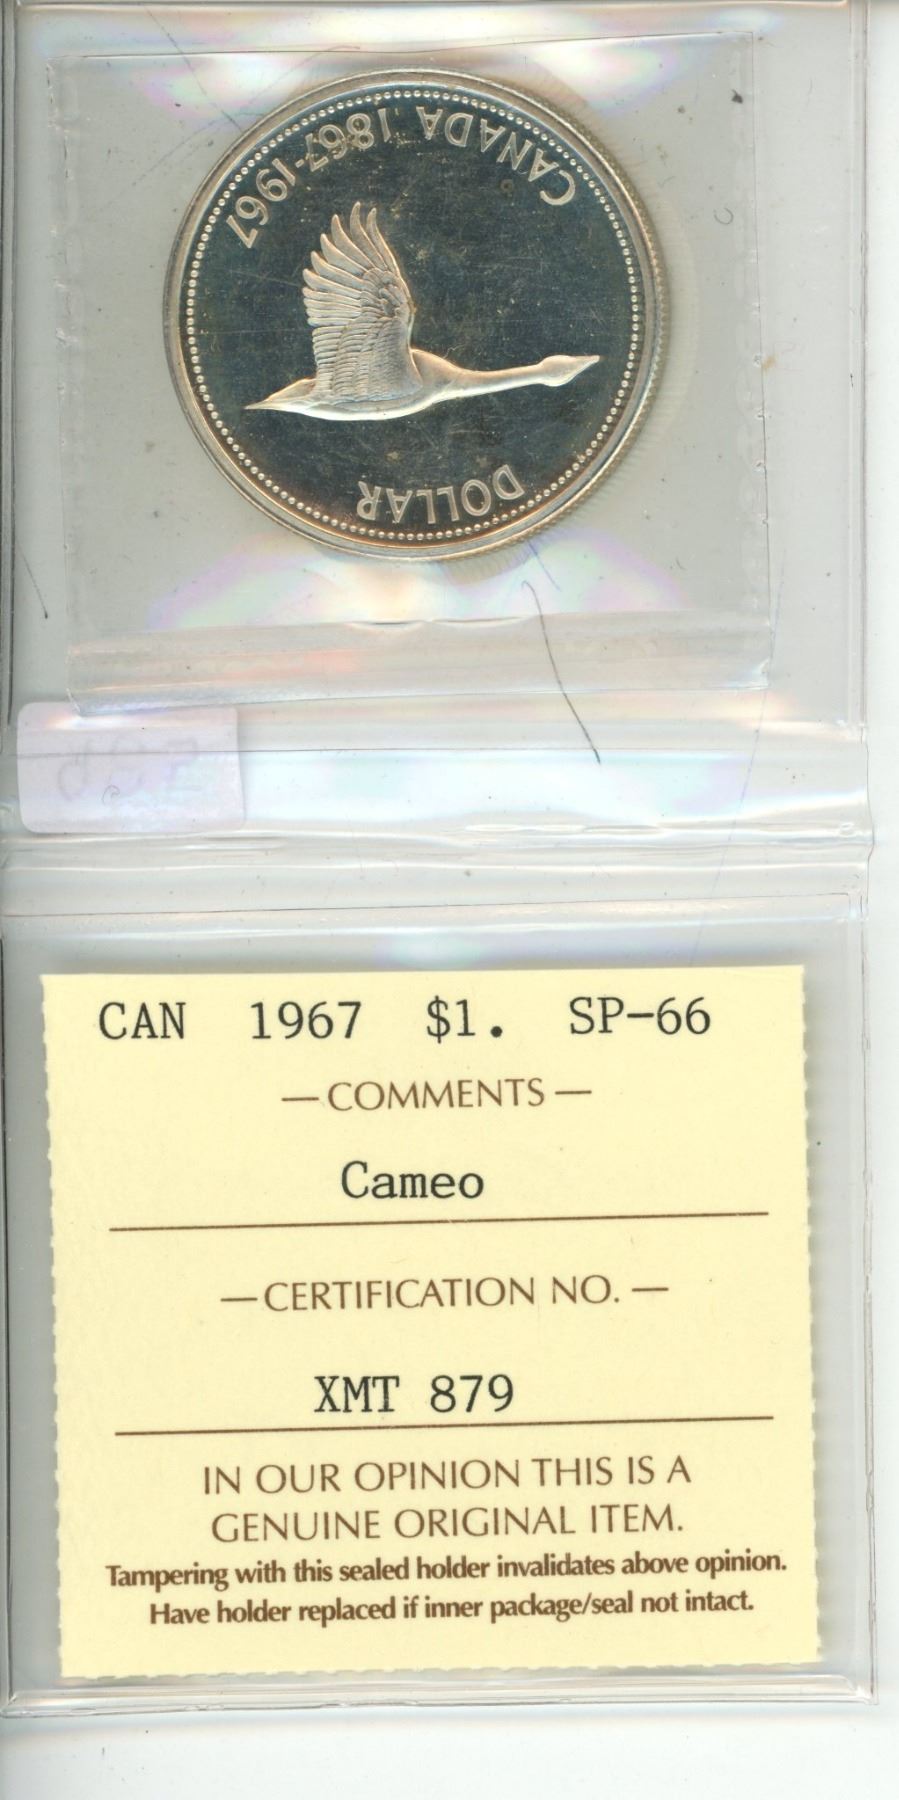 CANADA 1867-1967
DOLLAR
CAN 1967 $1. SP-66
—COMMENTS—
Cameo
—CERTIFICATION NO.—
XMT 879
IN OUR OPINION THIS IS A
GENUINE ORIGINAL ITEM.
Tampering with this sealed holder invalidates above opinion.
Have holder replaced if inner package/seal not intact.